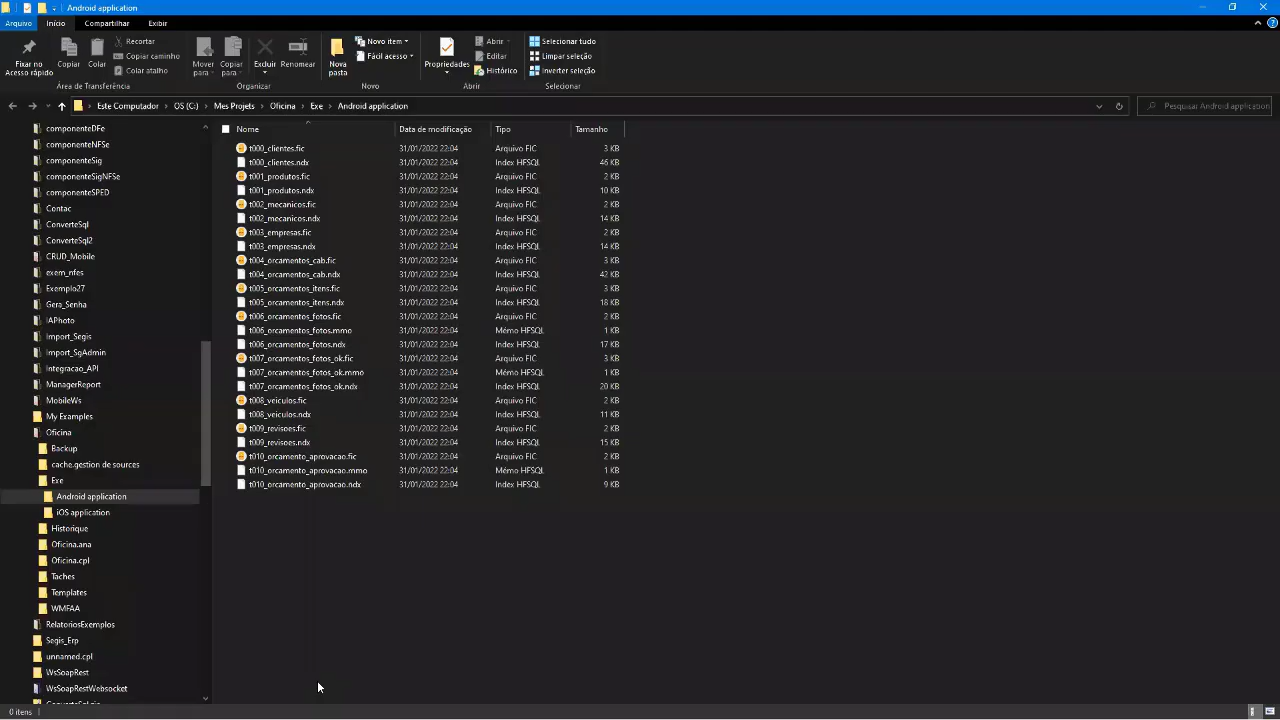 Android application
Arquivo Início Compartilhar Exibir
Fixar no Acesso rápido
Copiar
Colar
Recortar
Copiar caminho
Colar atalho
Mover para
Copiar para
Excluir
Renomear
Nova pasta
Novo item
Fácil acesso
Propriedades
Abrir
Editar
Histórico
Selecionar tudo
Limpar seleção
Inverter seleção
Área de Transferência Organizar Novo Abrir Selecionar
Este Computador > OS (C:) > Mes Projets > Oficina > Exe > Android application
Pesquisar Android application
componenteDFe
componenteNFSe
componenteSig
componenteSigNFSe
componenteSPED
Contac
ConverteSql
ConverteSql2
CRUD_Mobile
exem_nfes
Exemplo27
Gera_Senha
IAPhoto
Import_Segis
Import_SgAdmin
Integracao_API
ManagerReport
MobileWs
My Examples
Oficina
Backup
cache.gestion de sources
Exe
Android application
iOS application
Historique
Oficina.ana
Oficina.cpl
Taches
Templates
WMFAA
RelatoriosExemplos
Segis_Erp
unnamed.cpl
WsSoapRest
WsSoapRestWebsocket
Nome Data de modificação Tipo Tamanho
t000_clientes.fic 31/01/2022 22:04 Arquivo FIC 3 KB
t000_clientes.ndx 31/01/2022 22:04 Index HFSQL 46 KB
t001_produtos.fic 31/01/2022 22:04 Arquivo FIC 2 KB
t001_produtos.ndx 31/01/2022 22:04 Index HFSQL 10 KB
t002_mecanicos.fic 31/01/2022 22:04 Arquivo FIC 2 KB
t002_mecanicos.ndx 31/01/2022 22:04 Index HFSQL 14 KB
t003_empresas.fic 31/01/2022 22:04 Arquivo FIC 2 KB
t003_empresas.ndx 31/01/2022 22:04 Index HFSQL 14 KB
t004_orcamentos_cab.fic 31/01/2022 22:04 Arquivo FIC 3 KB
t004_orcamentos_cab.ndx 31/01/2022 22:04 Index HFSQL 42 KB
t005_orcamentos_itens.fic 31/01/2022 22:04 Arquivo FIC 3 KB
t005_orcamentos_itens.ndx 31/01/2022 22:04 Index HFSQL 18 KB
t006_orcamentos_fotos.fic 31/01/2022 22:04 Arquivo FIC 2 KB
t006_orcamentos_fotos.mmo 31/01/2022 22:04 Mémo HFSQL 1 KB
t006_orcamentos_fotos.ndx 31/01/2022 22:04 Index HFSQL 17 KB
t007_orcamentos_fotos_ok.fic 31/01/2022 22:04 Arquivo FIC 3 KB
t007_orcamentos_fotos_ok.mmo 31/01/2022 22:04 Mémo HFSQL 1 KB
t007_orcamentos_fotos_ok.ndx 31/01/2022 22:04 Index HFSQL 20 KB
t008_veiculos.fic 31/01/2022 22:04 Arquivo FIC 2 KB
t008_veiculos.ndx 31/01/2022 22:04 Index HFSQL 11 KB
t009_revisoes.fic 31/01/2022 22:04 Arquivo FIC 2 KB
t009_revisoes.ndx 31/01/2022 22:04 Index HFSQL 15 KB
t010_orcamento_aprovacao.fic 31/01/2022 22:04 Arquivo FIC 2 KB
t010_orcamento_aprovacao.mmo 31/01/2022 22:04 Mémo HFSQL 1 KB
t010_orcamento_aprovacao.ndx 31/01/2022 22:04 Index HFSQL 9 KB
0 itens